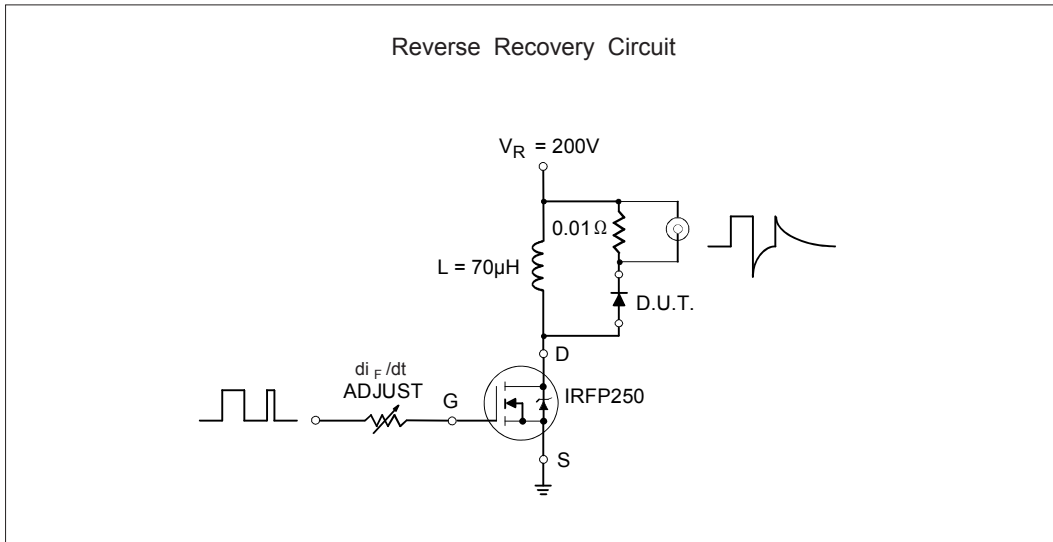 Reverse Recovery Circuit
V_R = 200V
0.01 Ω
L = 70μH
D.U.T.
D
di_F/dt
ADJUST
G
IRFP250
S